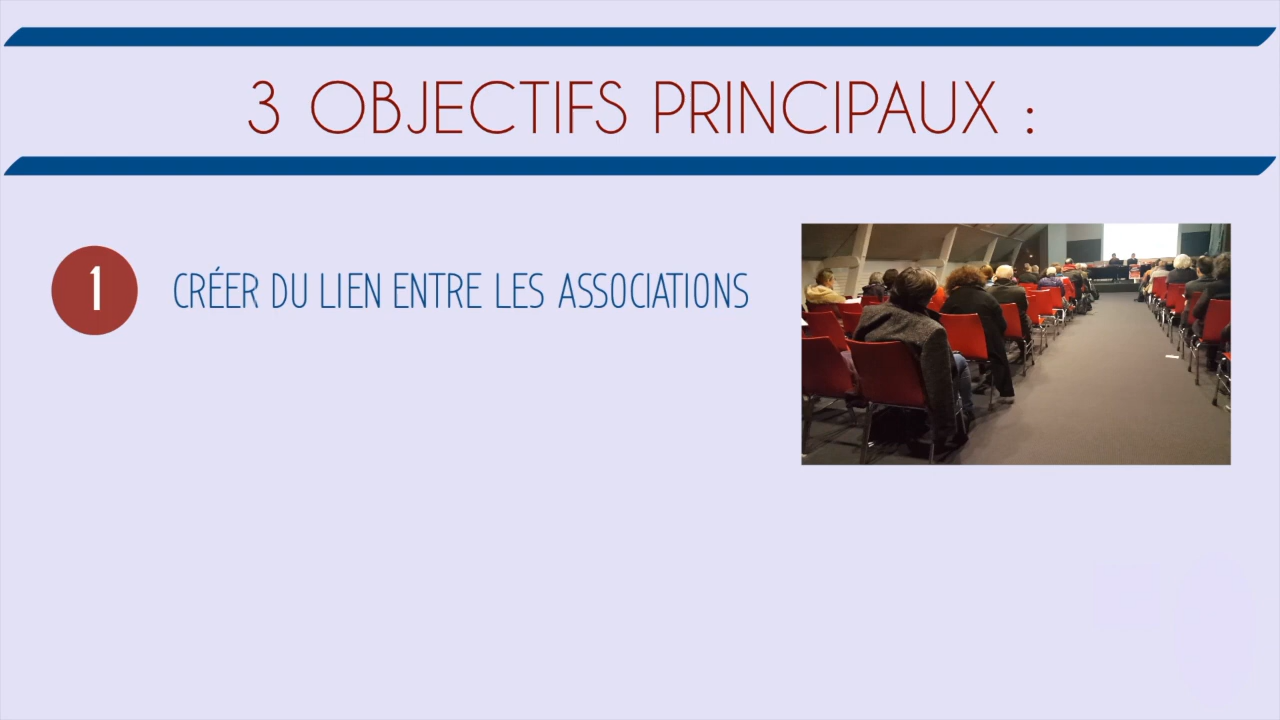 3 OBJECTIFS PRINCIPAUX :
1 CRÉER DU LIEN ENTRE LES ASSOCIATIONS